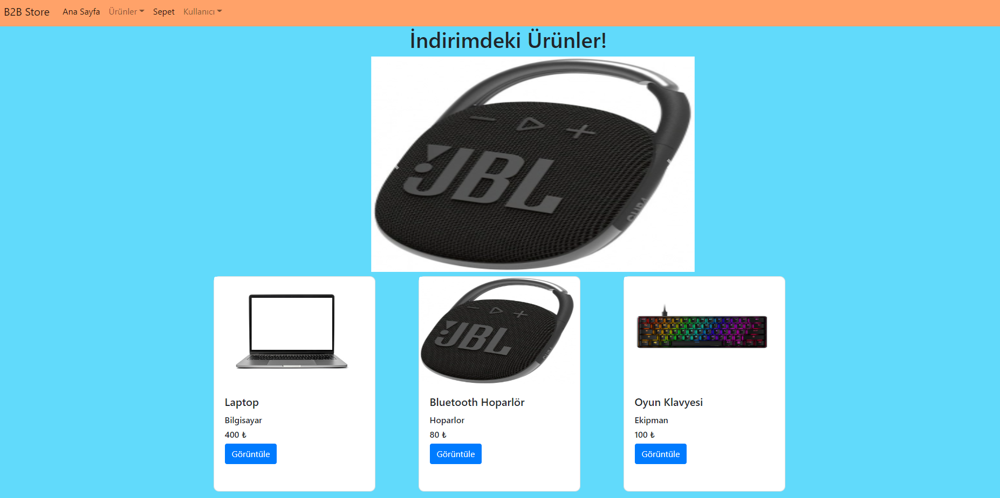 B2B Store Ana Sayfa Ürünler Sepet Kullanıcı
İndirimdeki Ürünler!
JBL
JBL
Laptop
Bilgisayar
400 ₺
Görüntüle
Bluetooth Hoparlör
Hoparlor
80 ₺
Görüntüle
Oyun Klavyesi
Ekipman
100 ₺
Görüntüle